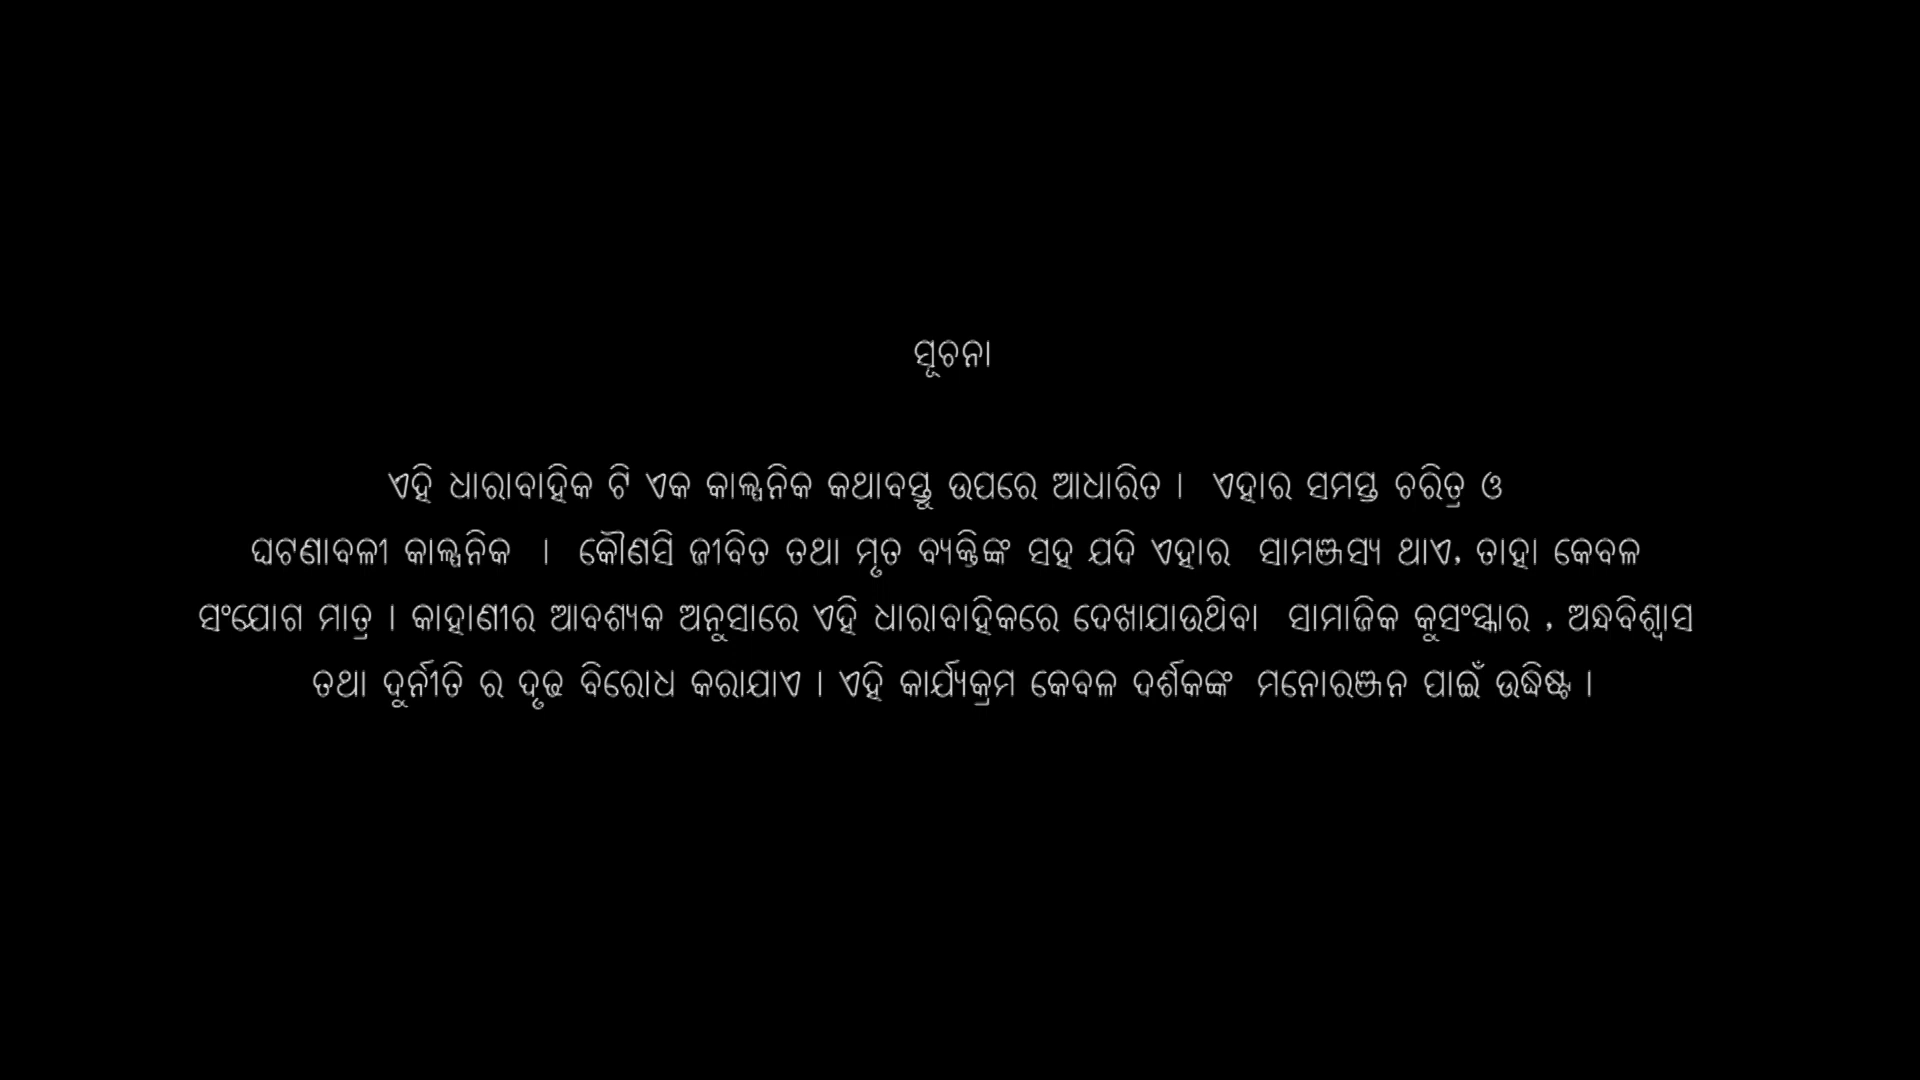 ସୂଚନା
ଏହି ଧାରାବାହିକ ଟି ଏକ କାଳ୍ପନିକ କଥାବସ୍ତୁ ଉପରେ ଆଧାରିତ । ଏହାର ସମସ୍ତ ଚରିତ୍ର ଓ
ଘଟଣାବଳୀ କାଳ୍ପନିକ । କୌଣସି ଜୀବିତ ତଥା ମୃତ ବ୍ୟକ୍ତିଙ୍କ ସହ ଯଦି ଏହାର ସାମଞ୍ଜସ୍ୟ ଥାଏ, ତାହା କେବଳ
ସଂଯୋଗ ମାତ୍ର । କାହାଣୀର ଆବଶ୍ୟକ ଅନୁସାରେ ଏହି ଧାରାବାହିକରେ ଦେଖାଯାଉଥିବା ସାମାଜିକ କୁସଂସ୍କାର , ଅନ୍ଧବିଶ୍ୱାସ
ତଥା ଦୁର୍ନୀତି ର ଦୃଢ ବିରୋଧ କରାଯାଏ । ଏହି କାର୍ଯ୍ୟକ୍ରମ କେବଳ ଦର୍ଶକଙ୍କ ମନୋରଞ୍ଜନ ପାଇଁ ଉଦ୍ଧିଷ୍ଟ ।